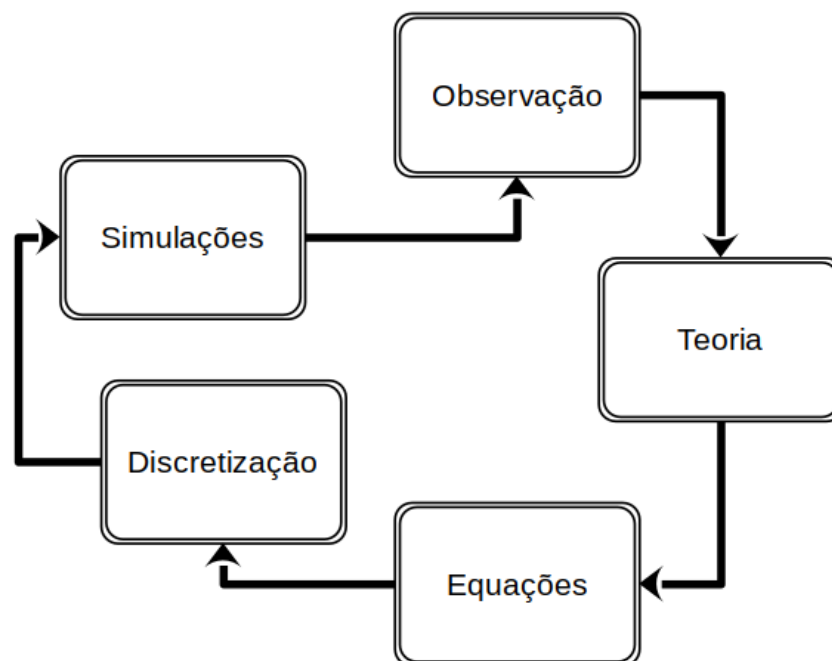 Observação
Simulações
Teoria
Discretização
Equações